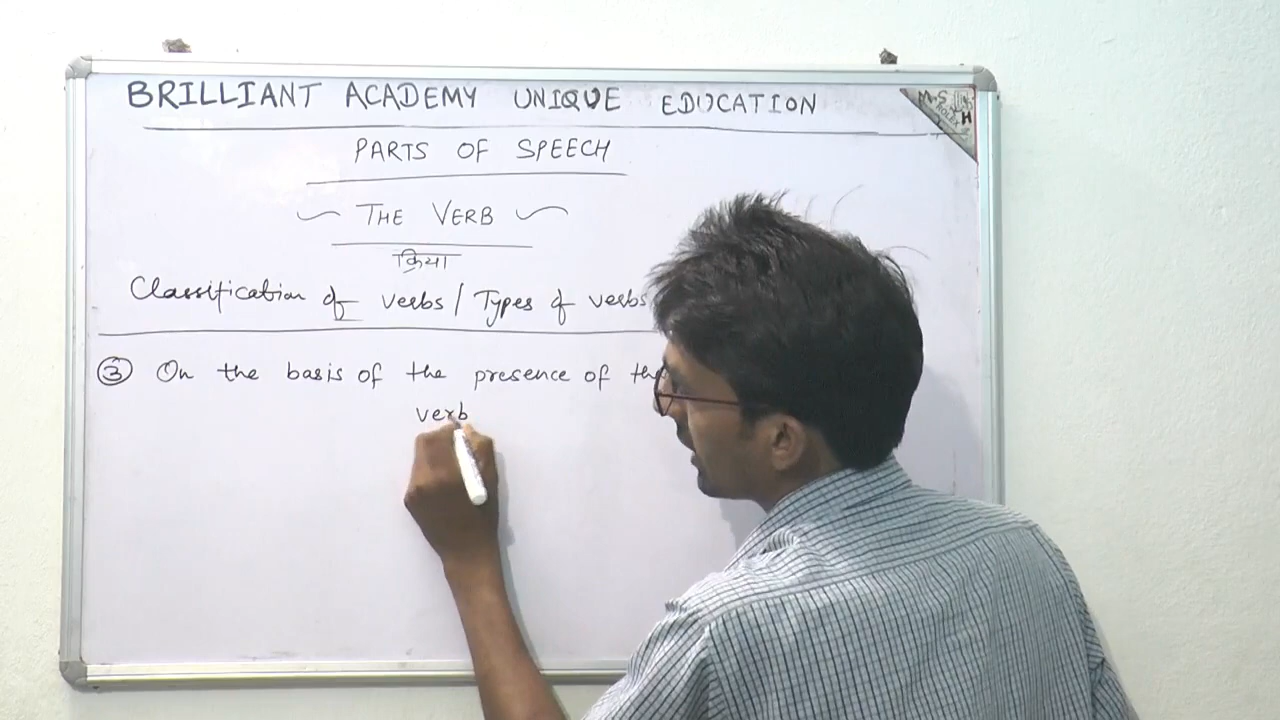 BRILLIANT ACADEMY UNIQUE EDUCATION
PARTS OF SPEECH
THE VERB
क्रिया
Classification of verbs / Types of verbs
③ On the basis of the presence of the
verb